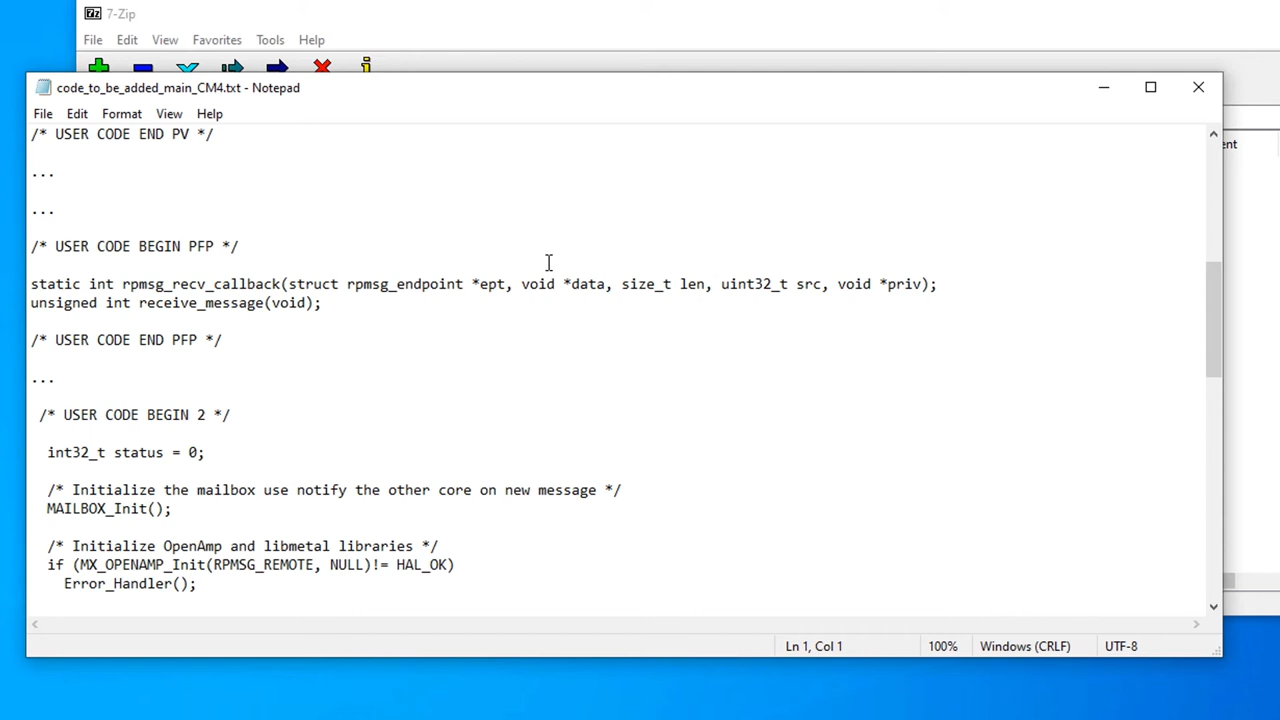 7z 7-Zip
File Edit View Favorites Tools Help
code_to_be_added_main_CM4.txt - Notepad
File Edit Format View Help
/* USER CODE END PV */
...
...
/* USER CODE BEGIN PFP */
static int rpmsg_recv_callback(struct rpmsg_endpoint *ept, void *data, size_t len, uint32_t src, void *priv);
unsigned int receive_message(void);
/* USER CODE END PFP */
...
/* USER CODE BEGIN 2 */
int32_t status = 0;
/* Initialize the mailbox use notify the other core on new message */
MAILBOX_Init();
/* Initialize OpenAmp and libmetal libraries */
if (MX_OPENAMP_Init(RPMSG_REMOTE, NULL)!= HAL_OK)
Error_Handler();
Ln 1, Col 1 100% Windows (CRLF) UTF-8